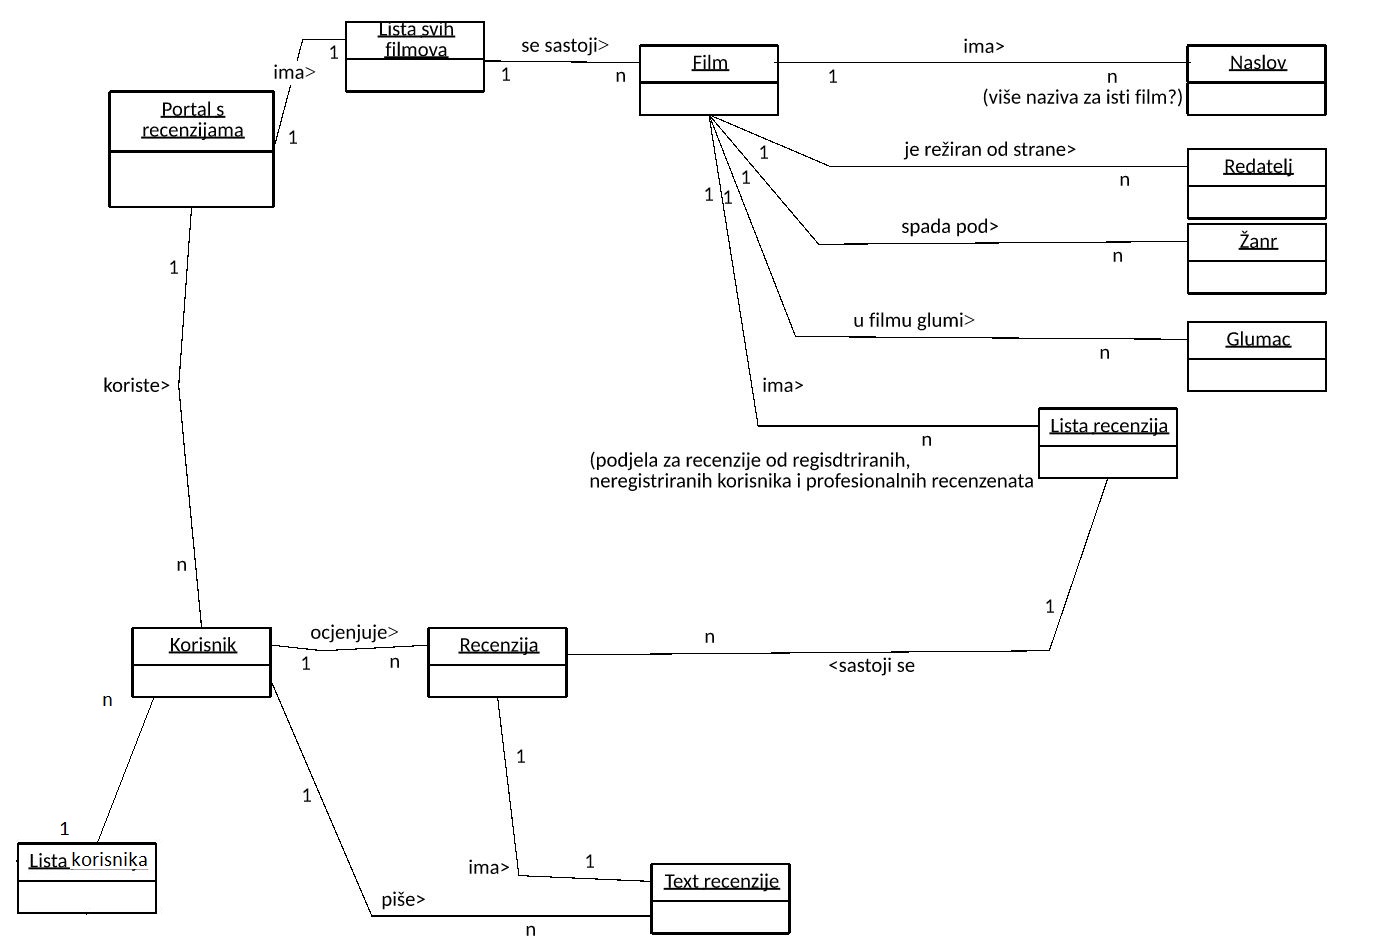 Lista svih
filmova
se sastoji>
ima>
1
1
n
1
n
Film
Naslov
(više naziva za isti film?)
ima>
Portal s
recenzijama
1
1
je režiran od strane>
n
Redatelj
1
1
1
spada pod>
n
Žanr
1
u filmu glumi>
n
Glumac
koriste>
ima>
n
Lista recenzija
(podjela za recenzije od regisdtriranih,
neregistriranih korisnika i profesionalnih recenzenata
n
1
Korisnik
ocjenjuje>
1
n
Recenzija
n
<sastoji se
n
1
1
1
Lista korisnika
ima>
1
Text recenzije
piše>
n